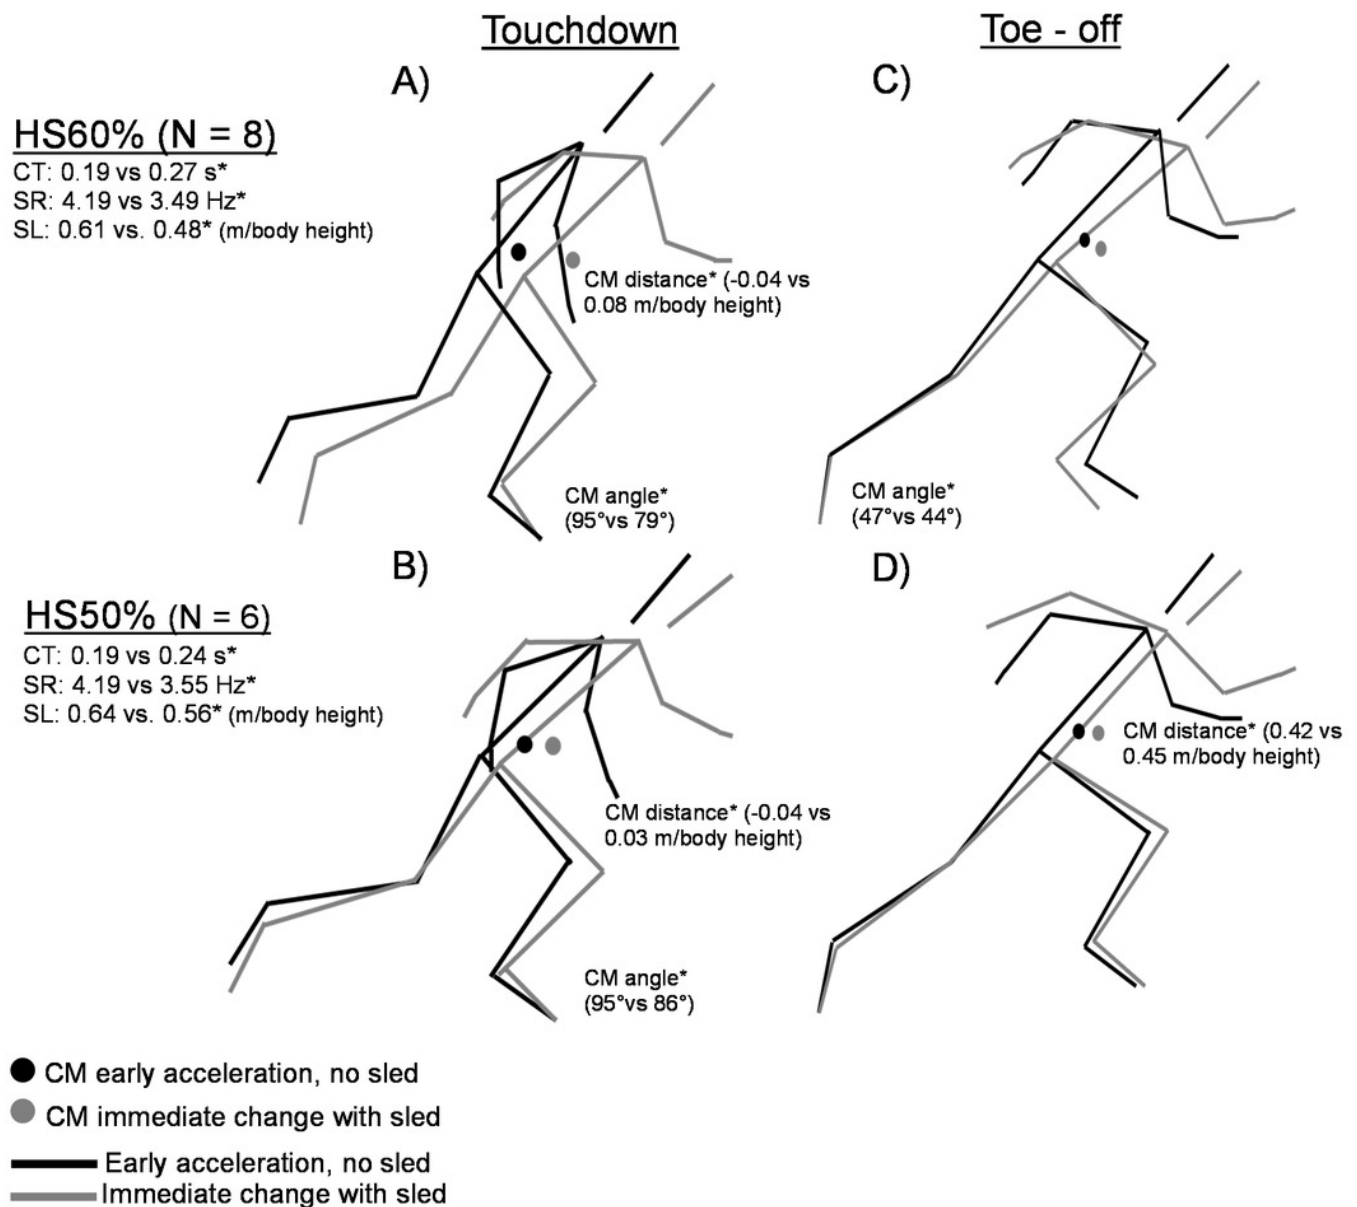 Touchdown
Toe - off
A)
C)
HS60% (N = 8)
CT: 0.19 vs 0.27 s*
SR: 4.19 vs 3.49 Hz*
SL: 0.61 vs. 0.48* (m/body height)
CM distance* (-0.04 vs
0.08 m/body height)
CM angle*
(95°vs 79°)
CM angle*
(47°vs 44°)
B)
D)
HS50% (N = 6)
CT: 0.19 vs 0.24 s*
SR: 4.19 vs 3.55 Hz*
SL: 0.64 vs. 0.56* (m/body height)
CM distance* (-0.04 vs
0.03 m/body height)
CM distance* (0.42 vs
0.45 m/body height)
CM angle*
(95°vs 86°)
CM early acceleration, no sled
CM immediate change with sled
Early acceleration, no sled
Immediate change with sled